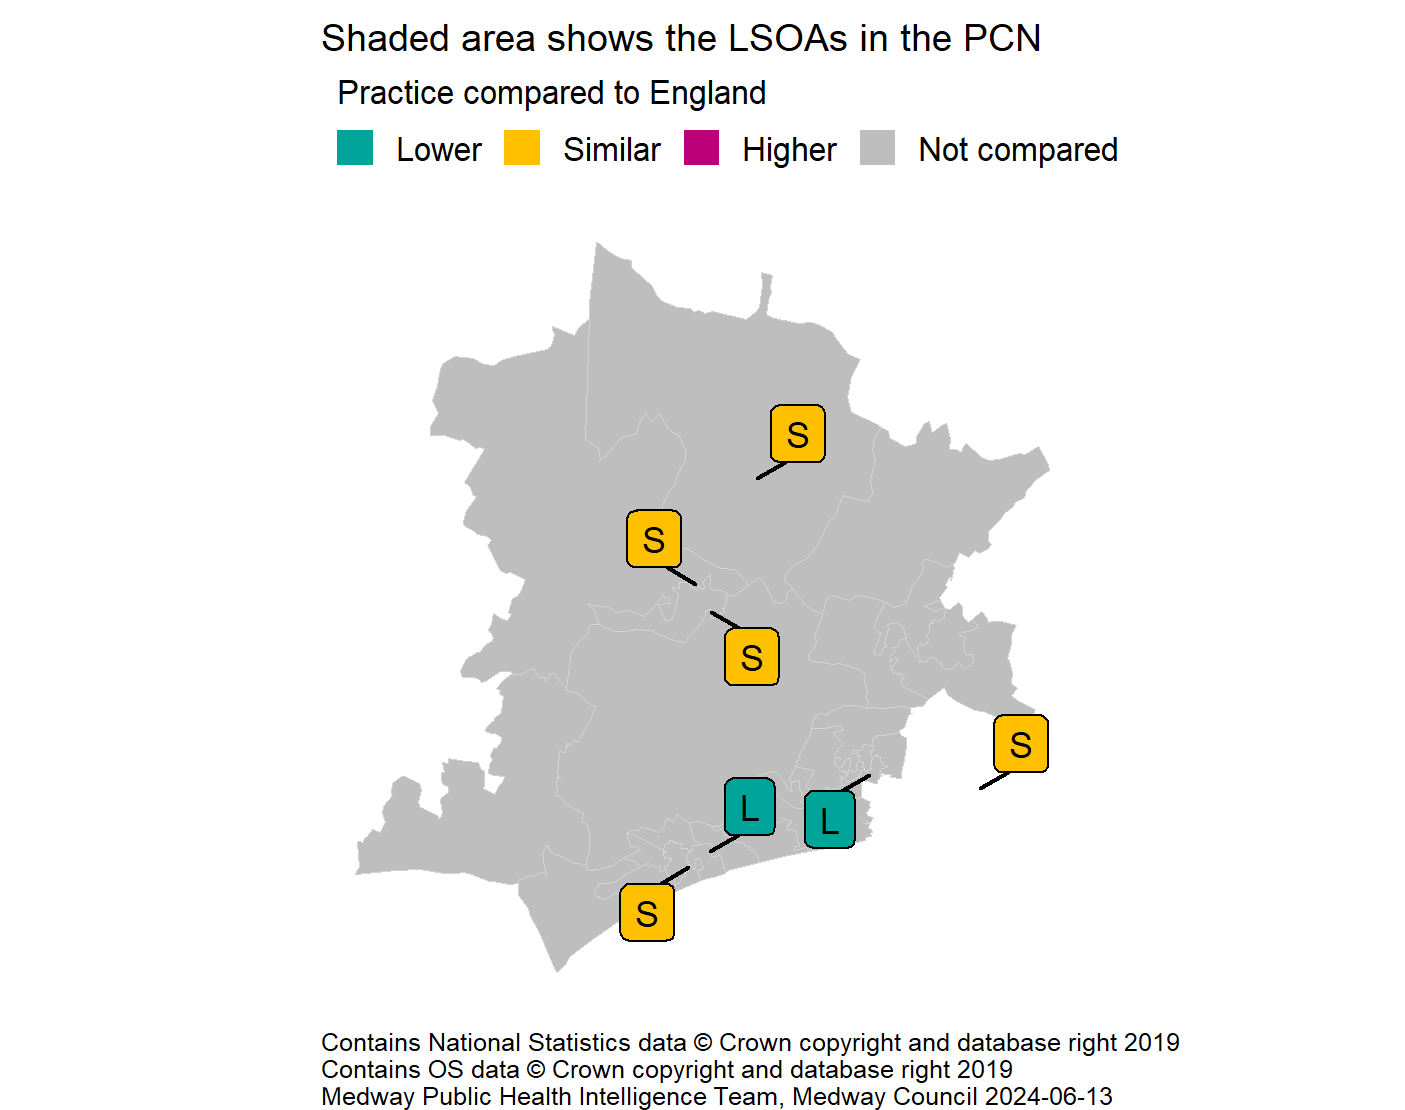 Shaded area shows the LSOAs in the PCN
Practice compared to England
Lower Similar Higher Not compared
S
S
S
S
L
L
S
Contains National Statistics data © Crown copyright and database right 2019
Contains OS data © Crown copyright and database right 2019
Medway Public Health Intelligence Team, Medway Council 2024-06-13